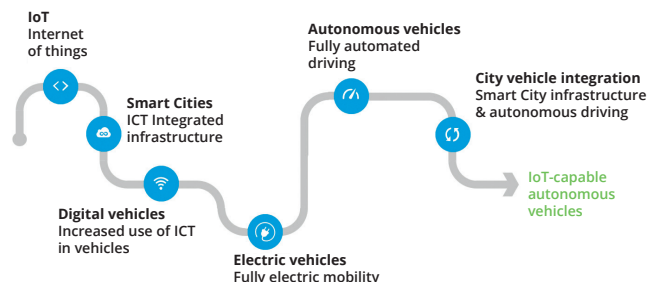 IoT
Internet
of things
Smart Cities
ICT Integrated
infrastructure
Digital vehicles
Increased use of ICT
in vehicles
Electric vehicles
Fully electric mobility
Autonomous vehicles
Fully automated
driving
City vehicle integration
Smart City infrastructure
& autonomous driving
IoT-capable
autonomous
vehicles